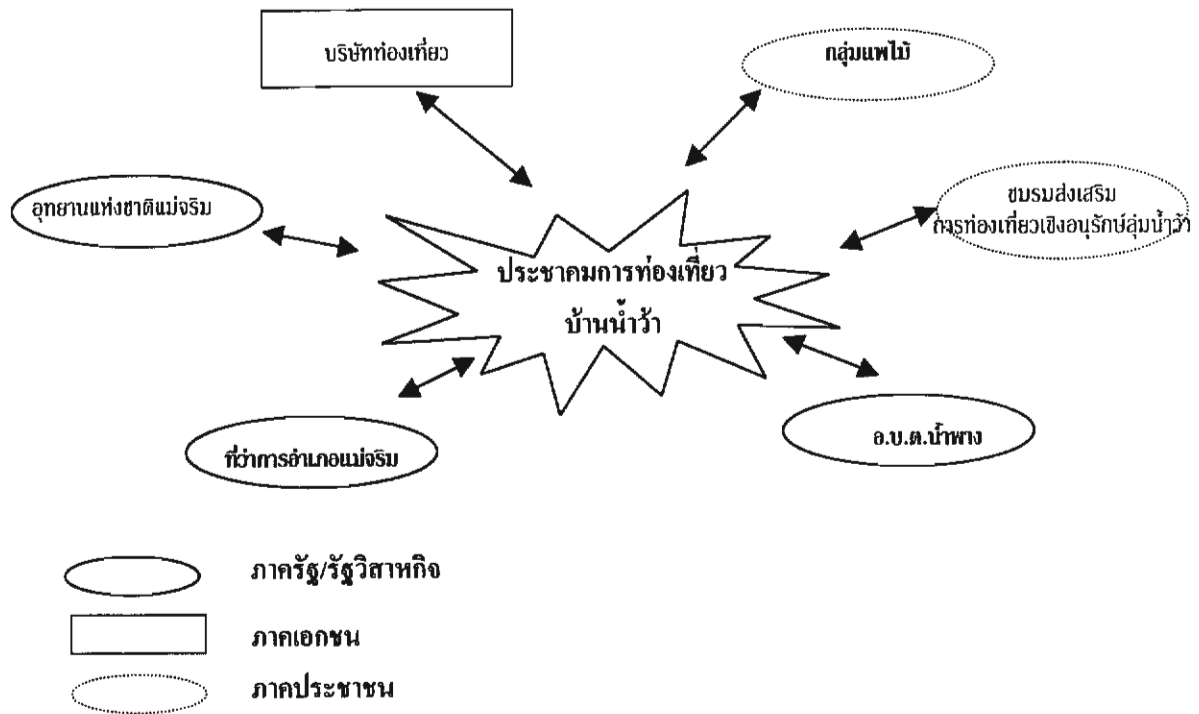 บริษัทท่องเที่ยว
กลุ่มแพไม้
อุทยานแห่งชาติแม่จริม
ชมรมส่งเสริม
การท่องเที่ยวเชิงอนุรักษ์ลุ่มน้ำว้า
ประชาคมการท่องเที่ยว
บ้านน้ำว้า
ที่ว่าการอำเภอแม่จริม
อ.บ.ต.น้ำพาง
ภาครัฐ/รัฐวิสาหกิจ
ภาคเอกชน
ภาคประชาชน